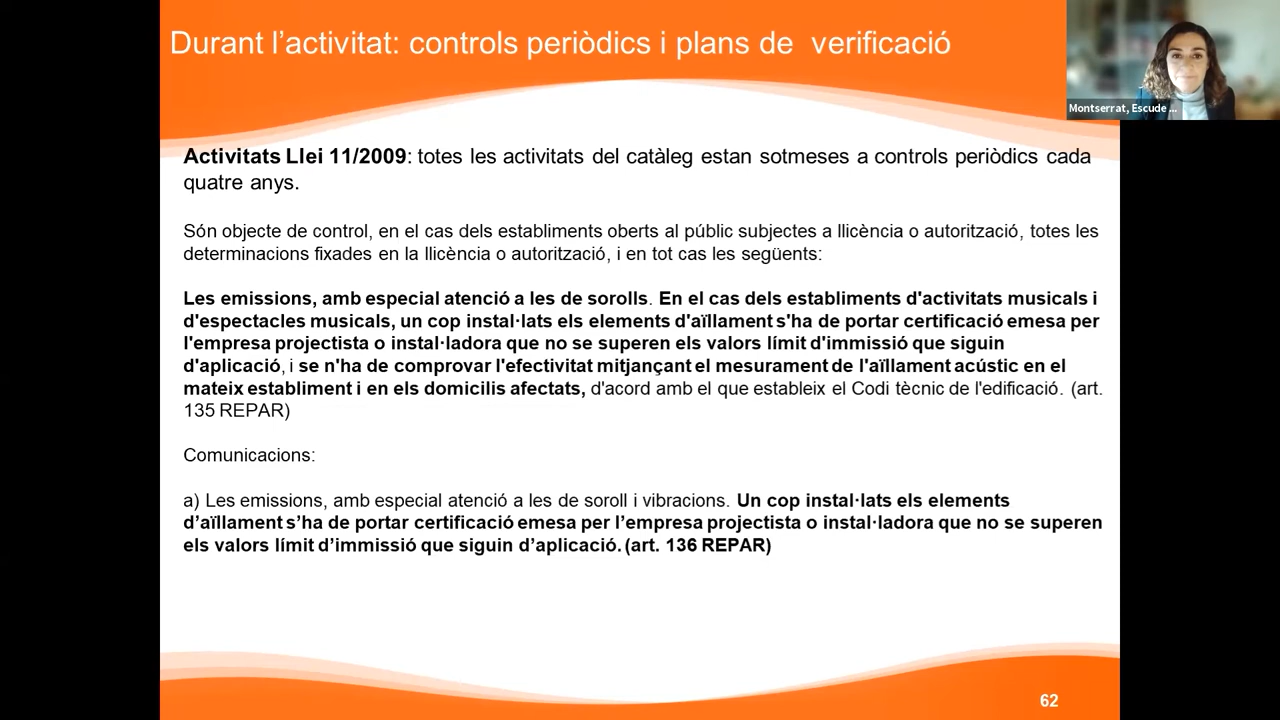 Durant l’activitat: controls periòdics i plans de verificació
Montserrat, Escude ...
Activitats Llei 11/2009: totes les activitats del catàleg estan sotmeses a controls periòdics cada
quatre anys.
Són objecte de control, en el cas dels establiments oberts al públic subjectes a llicència o autorització, totes les
determinacions fixades en la llicència o autorització, i en tot cas les següents:
Les emissions, amb especial atenció a les de sorolls. En el cas dels establiments d'activitats musicals i
d'espectacles musicals, un cop instal·lats els elements d'aïllament s'ha de portar certificació emesa per
l'empresa projectista o instal·ladora que no se superen els valors límit d'immissió que siguin
d'aplicació, i se n'ha de comprovar l'efectivitat mitjançant el mesurament de l'aïllament acústic en el
mateix establiment i en els domicilis afectats, d'acord amb el que estableix el Codi tècnic de l'edificació. (art.
135 REPAR)
Comunicacions:
a) Les emissions, amb especial atenció a les de soroll i vibracions. Un cop instal·lats els elements
d’aïllament s’ha de portar certificació emesa per l’empresa projectista o instal·ladora que no se superen
els valors límit d’immissió que siguin d’aplicació. (art. 136 REPAR)
62